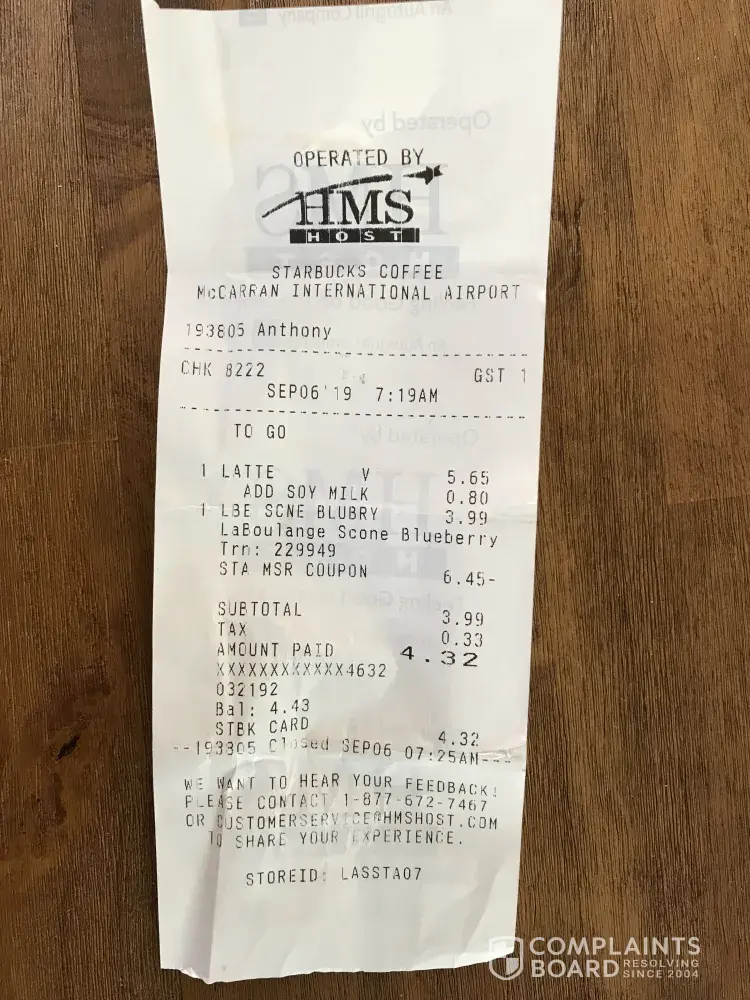 OPERATED BY
HMS
HOST
STARBUCKS COFFEE
McCARRAN INTERNATIONAL AIRPORT
193805 Anthony
CHK 8222 GST 1
SEP06'19 7:19AM
TO GO
1 LATTE V 5.65
ADD SOY MILK 0.80
1 LBE SCNE BLUBRY 3.99
LaBoulange Scone Blueberry
Trn: 229949
STA MSR COUPON 6.45-
SUBTOTAL 3.99
TAX 0.33
AMOUNT PAID 4.32
XXXXXXXXXXXX4632
032192
Bal: 4.43
STBK CARD 4.32
--193805 Closed SEP06 07:25AM---
WE WANT TO HEAR YOUR FEEDBACK!
PLEASE CONTACT 1-877-672-7467
OR CUSTOMERSERVICE@HMSHOST.COM
TO SHARE YOUR EXPERIENCE.
STOREID: LASSTA07
COMPLAINTS
BOARD RESOLVING
SINCE 2004